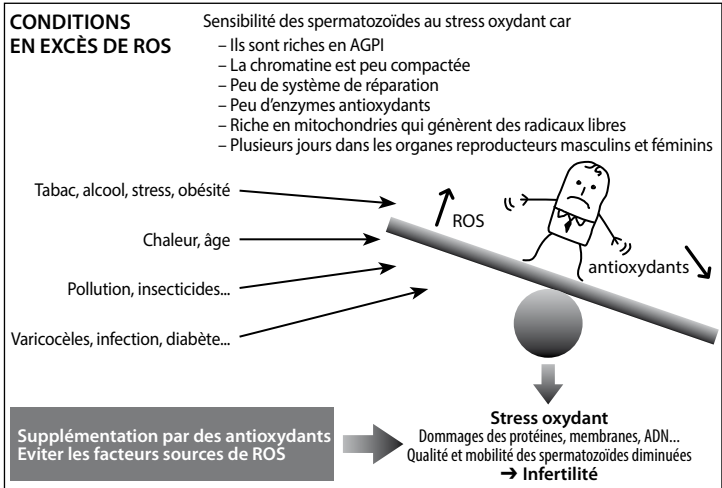 CONDITIONS
EN EXCÈS DE ROS
Sensibilité des spermatozoïdes au stress oxydant car
– Ils sont riches en AGPI
– La chromatine est peu compactée
– Peu de système de réparation
– Peu d'enzymes antioxydants
– Riche en mitochondries qui génèrent des radicaux libres
– Plusieurs jours dans les organes reproducteurs masculins et féminins
Tabac, alcool, stress, obésité
ROS
Chaleur, âge
antioxydants
Pollution, insecticides...
Varicocèles, infection, diabète...
Supplémentation par des antioxydants
Eviter les facteurs sources de ROS
Stress oxydant
Dommages des protéines, membranes, ADN...
Qualité et mobilité des spermatozoïdes diminuées
➔ Infertilité